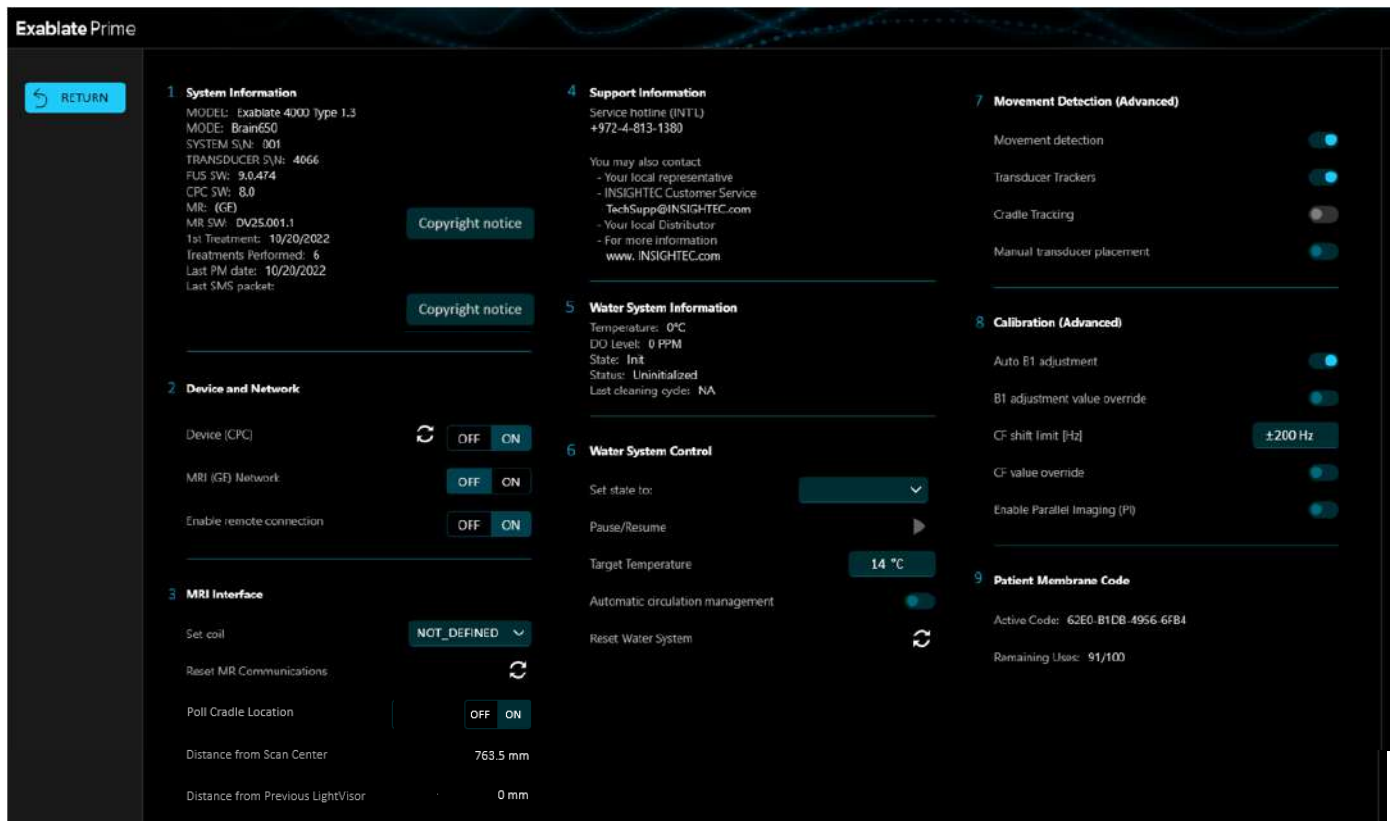 Exablate Prime
RETURN
1 System Information
MODEL: Exablate 4000 Type 1.3
MODE: Brain650
SYSTEM S\N: 001
TRANSDUCER S\N: 4066
FUS SW: 9.0.474
CPC SW: 8.0
MR: (GE)
MR SW: DV25.001.1
1st Treatment: 10/20/2022
Treatments Performed: 6
Last PM date: 10/20/2022
Last SMS packet:
Copyright notice
Copyright notice
2 Device and Network
Device (CPC) OFF ON
MRI (GE) Network OFF ON
Enable remote connection OFF ON
3 MRI Interface
Set coil NOT_DEFINED
Reset MR Communications
Poll Cradle Location OFF ON
Distance from Scan Center 763.5 mm
Distance from Previous LightVisor 0 mm
4 Support Information
Service hotline (INT'L)
+972-4-813-1380
You may also contact
- Your local representative
- INSIGHTEC Customer Service
TechSupp@INSIGHTEC.com
- Your local Distributor
- For more information
www. INSIGHTEC.com
5 Water System Information
Temperature: 0°C
DO Level: 0 PPM
State: Init
Status: Uninitialized
Last cleaning cycle: NA
6 Water System Control
Set state to:
Pause/Resume
Target Temperature 14 °C
Automatic circulation management
Reset Water System
7 Movement Detection (Advanced)
Movement detection
Transducer Trackers
Cradle Tracking
Manual transducer placement
8 Calibration (Advanced)
Auto B1 adjustment
B1 adjustment value override
CF shift limit [Hz] ±200 Hz
CF value override
Enable Parallel Imaging (PI)
9 Patient Membrane Code
Active Code: 62E0-B1DB-4956-6FB4
Remaining Uses: 91/100